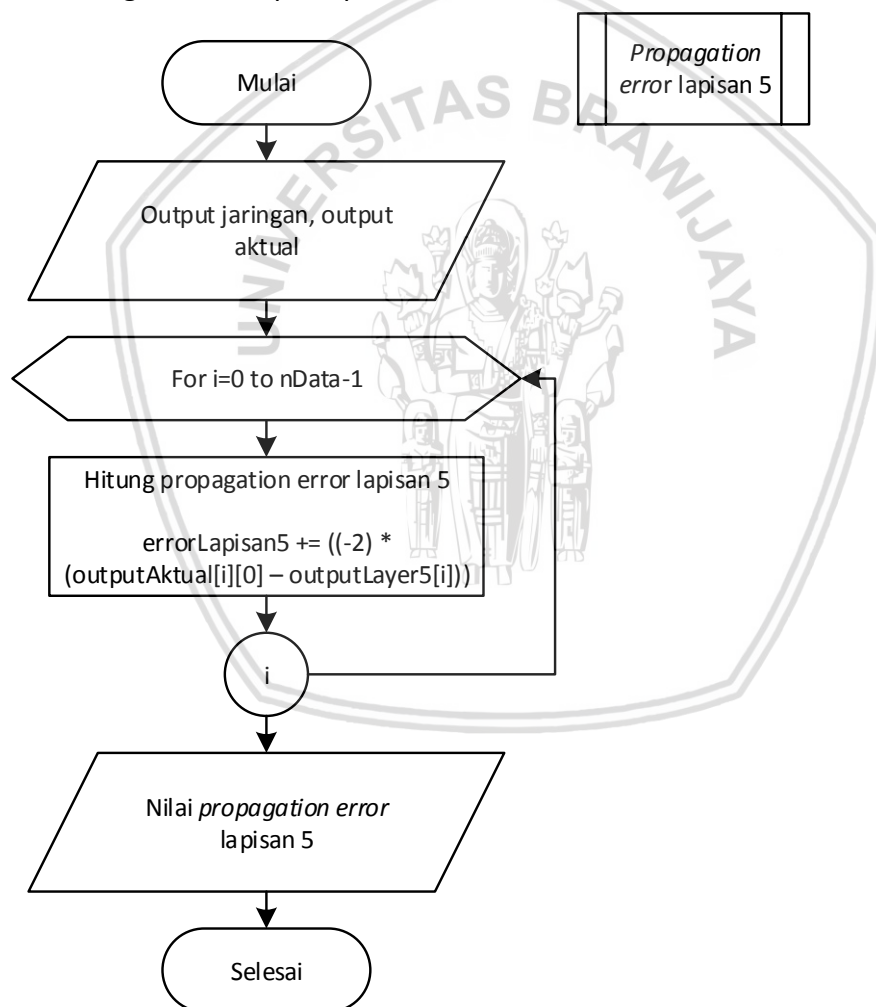 Mulai
Propagation
error lapisan 5
UNIVERSITAS BRAWIJAYA
Output jaringan, output
aktual
For i=0 to nData-1
Hitung propagation error lapisan 5
errorLapisan5 += ((-2) *
(outputAktual[i][0] – outputLayer5[i]))
i
Nilai propagation error
lapisan 5
Selesai